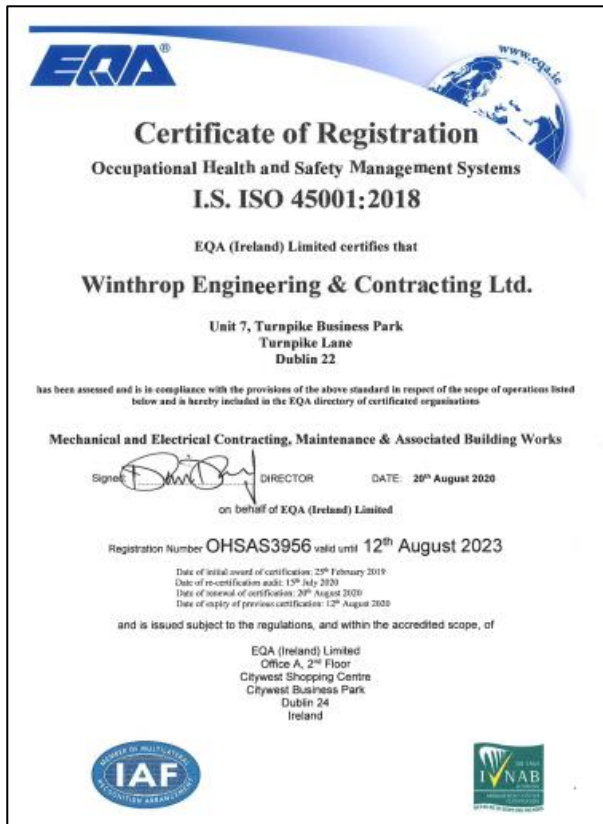 EQA®
www.eqa.ie
Certificate of Registration
Occupational Health and Safety Management Systems
I.S. ISO 45001:2018
EQA (Ireland) Limited certifies that
Winthrop Engineering & Contracting Ltd.
Unit 7, Turnpike Business Park
Turnpike Lane
Dublin 22
has been assessed and is in compliance with the provisions of the above standard in respect of the scope of operations listed
below and is hereby included in the EQA directory of certificated organisations
Mechanical and Electrical Contracting, Maintenance & Associated Building Works
Signed: DIRECTOR DATE: 20th August 2020
on behalf of EQA (Ireland) Limited
Registration Number OHSAS3956 valid until 12th August 2023
Date of initial award of certification: 25th February 2019
Date of re-certification audit: 15th July 2020
Date of renewal of certification: 20th August 2020
Date of expiry of previous certification: 12th August 2020
and is issued subject to the regulations, and within the accredited scope, of
EQA (Ireland) Limited
Office A, 2nd Floor
Citywest Shopping Centre
Citywest Business Park
Dublin 24
Ireland
MEMBER OF MULTILATERAL
IAF
RECOGNITION ARRANGEMENT
NAB